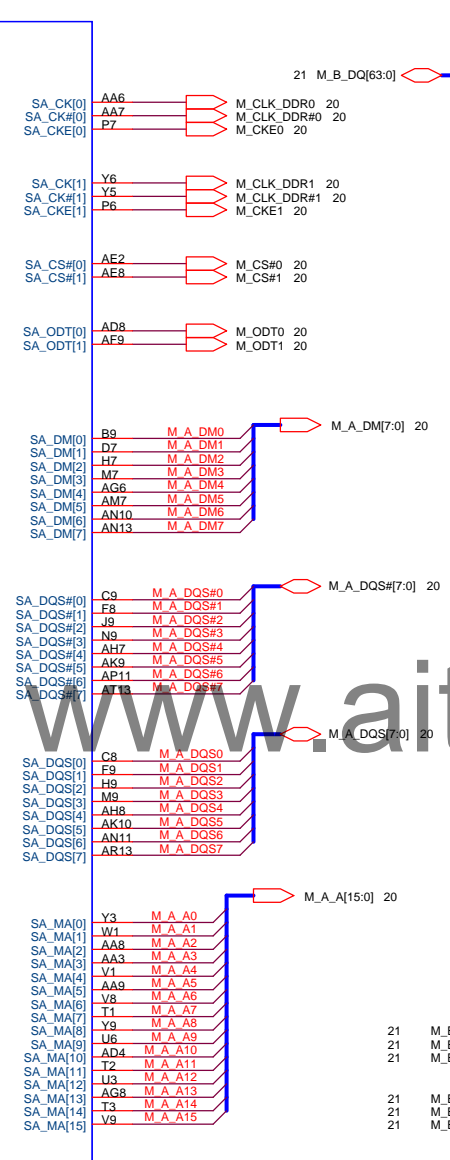 21 M_B_DQ[63:0]
SA_CK[0] AA6 M_CLK_DDR0 20
SA_CK#[0] AA7 M_CLK_DDR#0 20
SA_CKE[0] P7 M_CKE0 20
SA_CK[1] Y6 M_CLK_DDR1 20
SA_CK#[1] Y5 M_CLK_DDR#1 20
SA_CKE[1] P6 M_CKE1 20
SA_CS#[0] AE2 M_CS#0 20
SA_CS#[1] AE8 M_CS#1 20
SA_ODT[0] AD8 M_ODT0 20
SA_ODT[1] AF9 M_ODT1 20
M_A_DM[7:0] 20
SA_DM[0] B9 M_A_DM0
SA_DM[1] D7 M_A_DM1
SA_DM[2] H7 M_A_DM2
SA_DM[3] M7 M_A_DM3
SA_DM[4] AG6 M_A_DM4
SA_DM[5] AM7 M_A_DM5
SA_DM[6] AN10 M_A_DM6
SA_DM[7] AN13 M_A_DM7
M_A_DQS#[7:0] 20
SA_DQS#[0] C9 M_A_DQS#0
SA_DQS#[1] F8 M_A_DQS#1
SA_DQS#[2] J9 M_A_DQS#2
SA_DQS#[3] N9 M_A_DQS#3
SA_DQS#[4] AH7 M_A_DQS#4
SA_DQS#[5] AK9 M_A_DQS#5
SA_DQS#[6] AP11 M_A_DQS#6
SA_DQS#[7] AT13 M_A_DQS#7
www.ait
M_A_DQS[7:0] 20
SA_DQS[0] C8 M_A_DQS0
SA_DQS[1] F9 M_A_DQS1
SA_DQS[2] H9 M_A_DQS2
SA_DQS[3] M9 M_A_DQS3
SA_DQS[4] AH8 M_A_DQS4
SA_DQS[5] AK10 M_A_DQS5
SA_DQS[6] AN11 M_A_DQS6
SA_DQS[7] AR13 M_A_DQS7
M_A_A[15:0] 20
SA_MA[0] Y3 M_A_A0
SA_MA[1] W1 M_A_A1
SA_MA[2] AA8 M_A_A2
SA_MA[3] AA3 M_A_A3
SA_MA[4] V1 M_A_A4
SA_MA[5] AA9 M_A_A5
SA_MA[6] V8 M_A_A6
SA_MA[7] T1 M_A_A7
SA_MA[8] Y9 M_A_A8 21
SA_MA[9] U6 M_A_A9 21
SA_MA[10] AD4 M_A_A10 21
SA_MA[11] T2 M_A_A11
SA_MA[12] U3 M_A_A12
SA_MA[13] AG8 M_A_A13 21
SA_MA[14] T3 M_A_A14 21
SA_MA[15] V9 M_A_A15 21